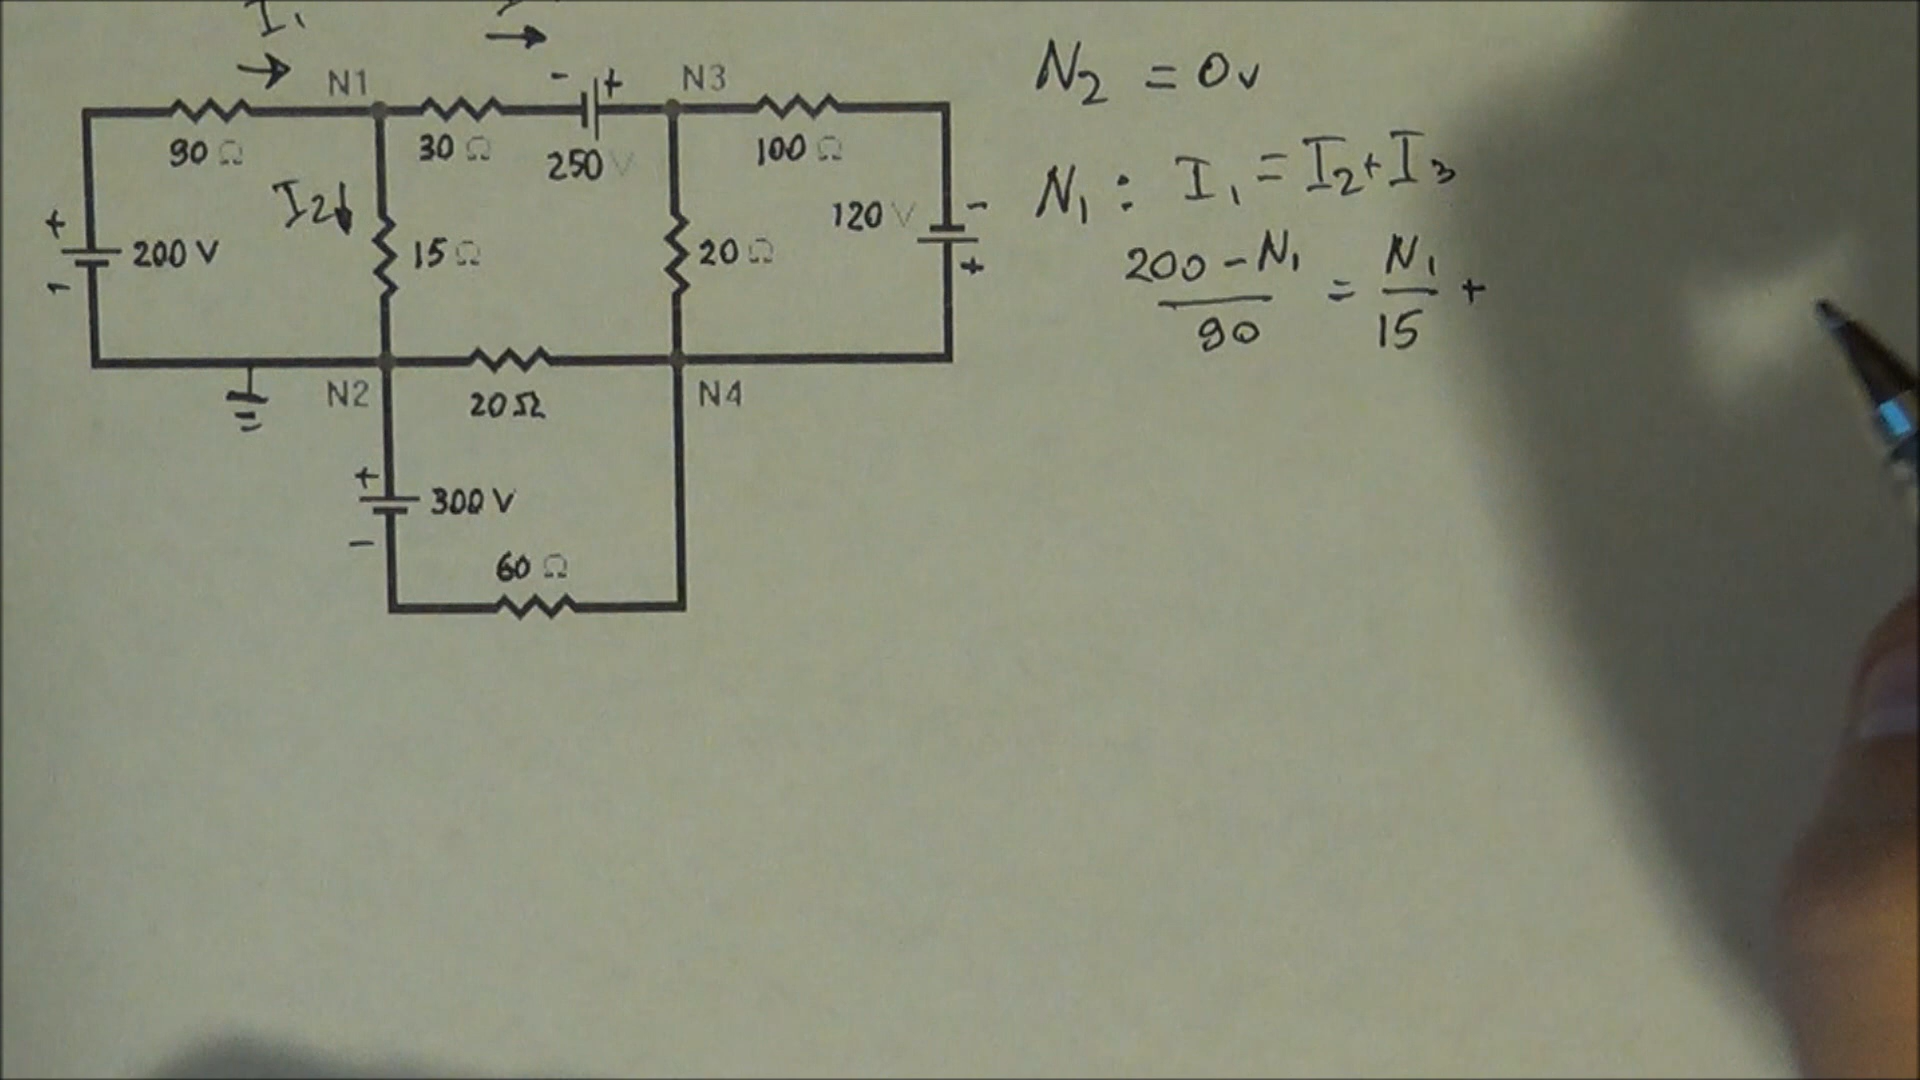 I₁
N1
-
+
N3
90 Ω
30 Ω
250 V
100 Ω
I2
+
200 V
-
15 Ω
20 Ω
120 V
-
+
N2
20 Ω
N4
+
300 V
-
60 Ω
N₂ = 0v
N₁ : I₁ = I₂ + I₃
200 - N₁
90
=
N₁
15
+